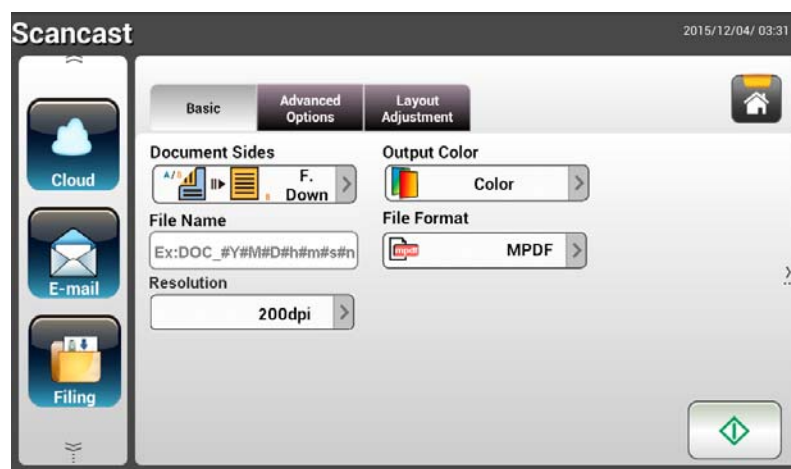 Scancast
2015/12/04/ 03:31
Basic
Advanced
Options
Layout
Adjustment
Document Sides
Output Color
A/B
F.
Down
Color
File Name
File Format
Ex:DOC_#Y#M#D#h#m#s#n
mpdf
MPDF
Resolution
200dpi
Cloud
E-mail
Filing